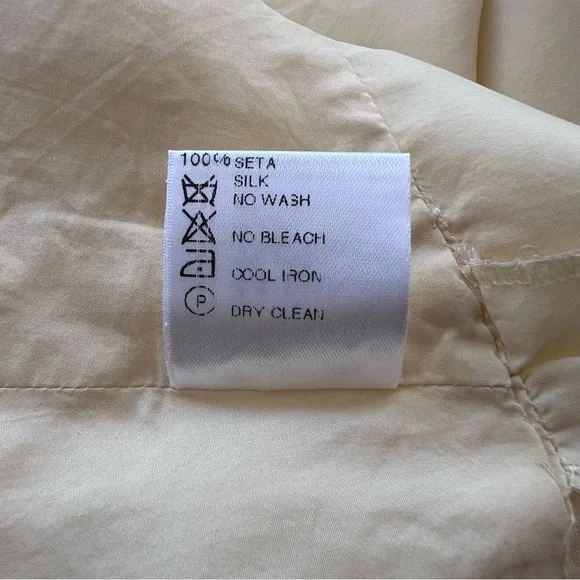 100% SETA
SILK
NO WASH
NO BLEACH
COOL IRON
P DRY CLEAN